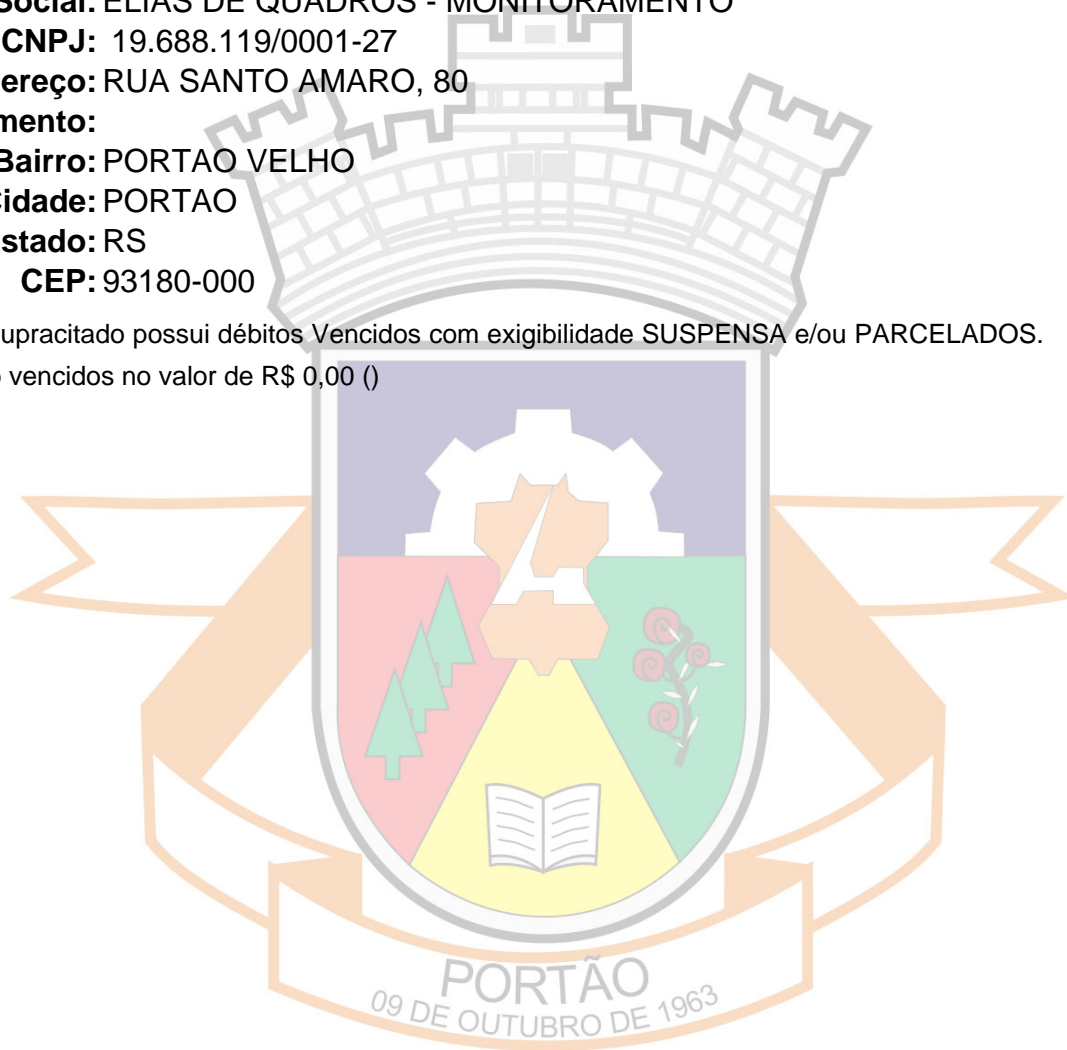 Social: ELIAS DE QUADROS - MONITORAMENTO
CNPJ: 19.688.119/0001-27
ereço: RUA SANTO AMARO, 80
mento:
Bairro: PORTAO VELHO
Cidade: PORTAO
stado: RS
CEP: 93180-000
upracitado possui débitos Vencidos com exigibilidade SUSPENSA e/ou PARCELADOS.
vencidos no valor de R$ 0,00 ()
PORTÃO
09 DE OUTUBRO DE 1963